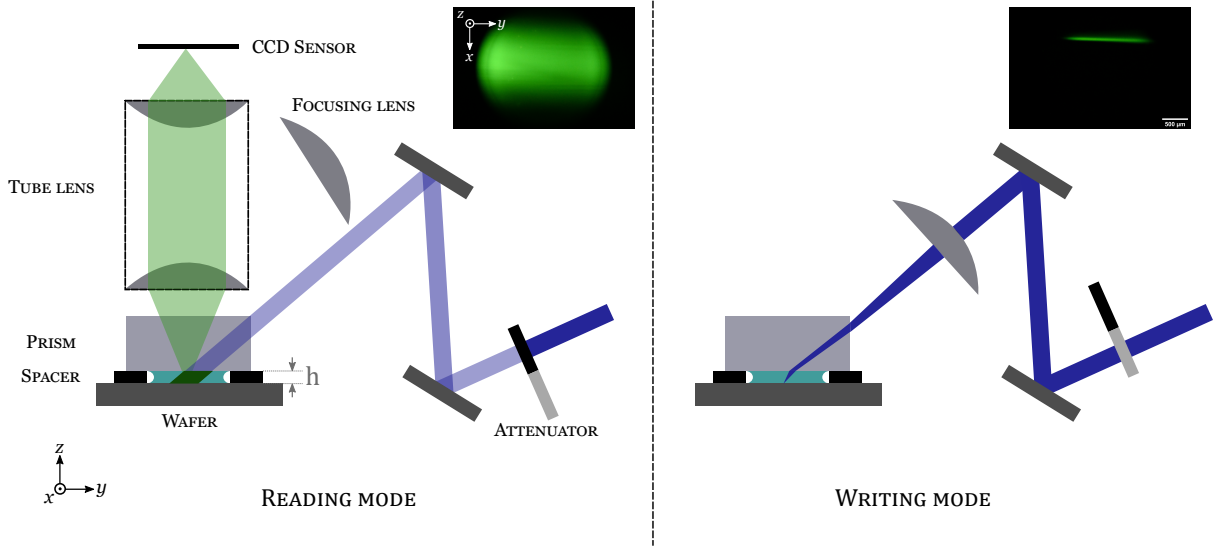 CCD Sensor
z
y
x
500 µm
Focusing lens
Tube lens
Prism
Spacer
h
Wafer
Attenuator
z
x
y
Reading mode
Writing mode